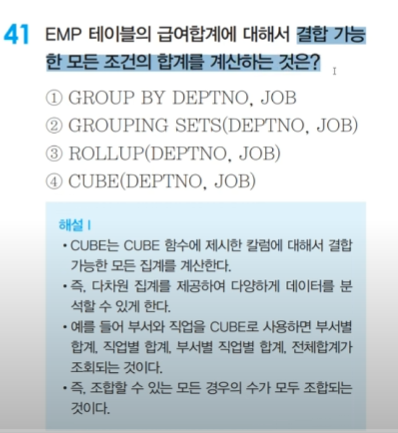 41 EMP 테이블의 급여합계에 대해서 결합 가능
한 모든 조건의 합계를 계산하는 것은?
① GROUP BY DEPTNO, JOB
② GROUPING SETS(DEPTNO, JOB)
③ ROLLUP(DEPTNO, JOB)
④ CUBE(DEPTNO, JOB)
해설 |
• CUBE는 CUBE 함수에 제시한 칼럼에 대해서 결합
가능한 모든 집계를 계산한다.
• 즉, 다차원 집계를 제공하여 다양하게 데이터를 분
석할 수 있게 한다.
• 예를 들어 부서와 직업을 CUBE로 사용하면 부서별
합계, 직업별 합계, 부서별 직업별 합계, 전체합계가
조회되는 것이다.
• 즉, 조합할 수 있는 모든 경우의 수가 모두 조합되는
것이다.